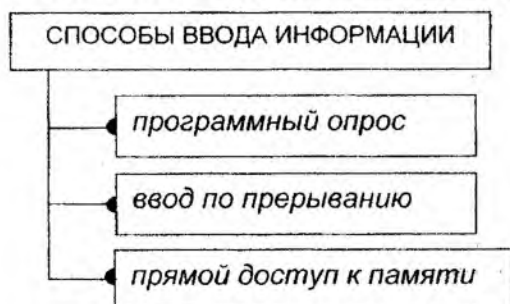 СПОСОБЫ ВВОДА ИНФОРМАЦИИ
программный опрос
ввод по прерыванию
прямой доступ к памяти